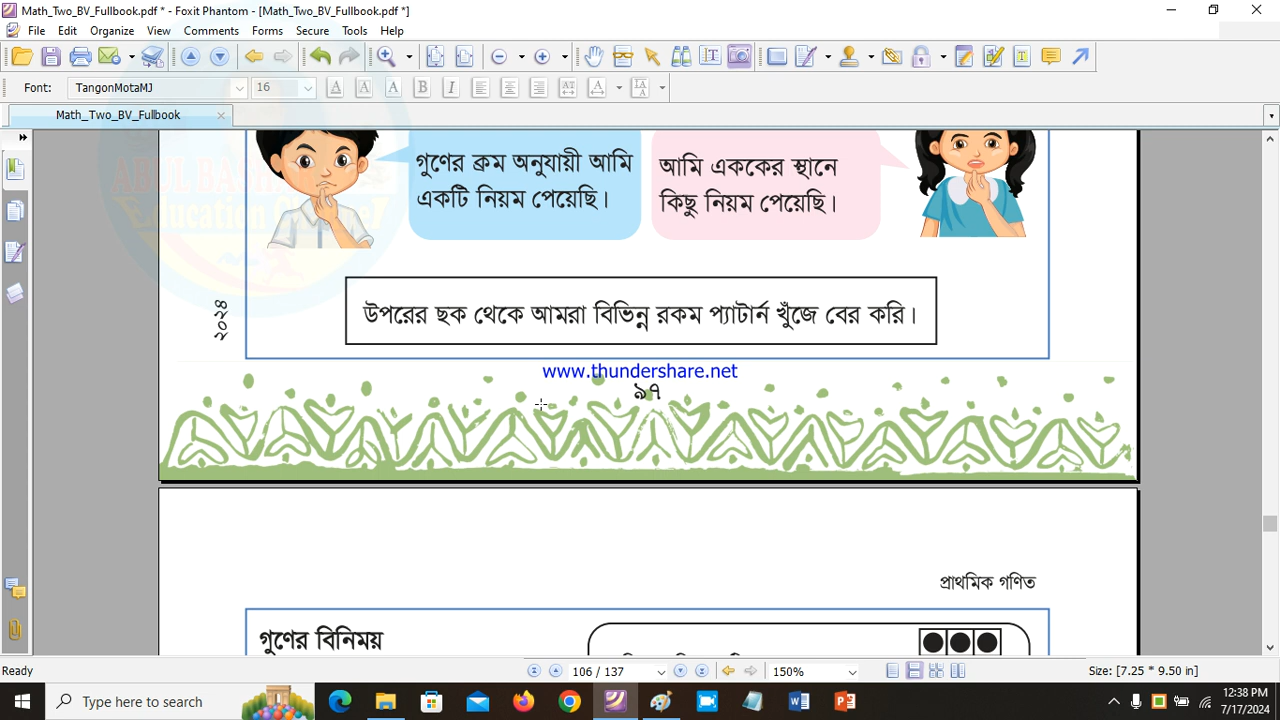 Math_Two_BV_Fullbook.pdf * - Foxit Phantom - [Math_Two_BV_Fullbook.pdf *]
File Edit Organize View Comments Forms Secure Tools Help
Font: TangonMotaMJ 16
Math_Two_BV_Fullbook
গুণের ক্রম অনুযায়ী আমি
একটি নিয়ম পেয়েছি।
আমি এককের স্থানে
কিছু নিয়ম পেয়েছি।
উপরের ছক থেকে আমরা বিভিন্ন রকম প্যাটার্ন খুঁজে বের করি।
২০২৪
www.thundershare.net
৯৭
প্রাথমিক গণিত
গুণের বিনিময়
Ready 106 / 137 150% Size: [7.25 * 9.50 in]
Type here to search
12:38 PM
7/17/2024